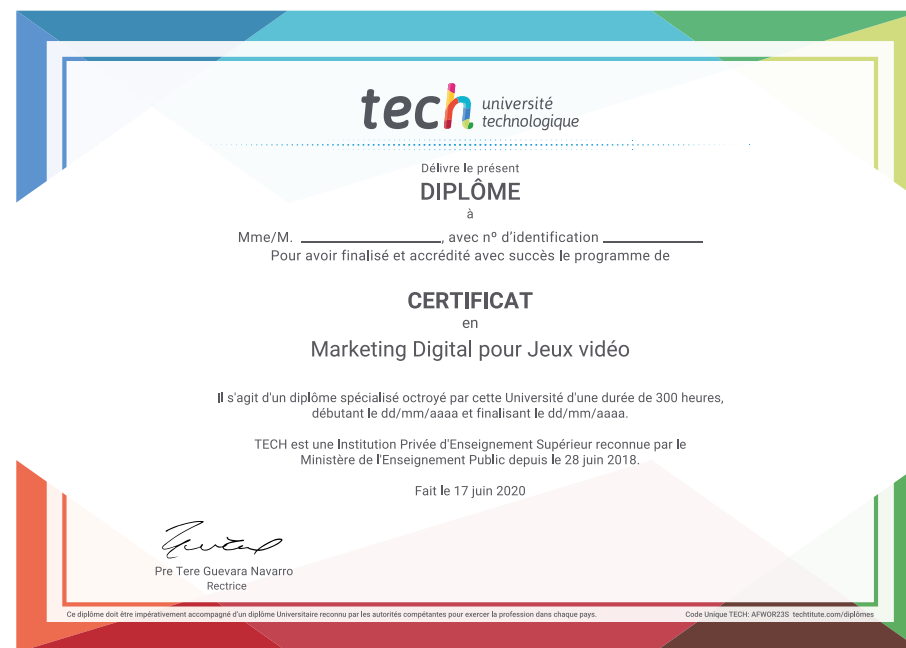 tech université
technologique
Délivre le présent
DIPLÔME
à
Mme/M. ____________________, avec nº d'identification ______________
Pour avoir finalisé et accrédité avec succès le programme de
CERTIFICAT
en
Marketing Digital pour Jeux vidéo
Il s'agit d'un diplôme spécialisé octroyé par cette Université d'une durée de 300 heures,
débutant le dd/mm/aaaa et finalisant le dd/mm/aaaa.
TECH est une Institution Privée d'Enseignement Supérieur reconnue par le
Ministère de l'Enseignement Public depuis le 28 juin 2018.
Fait le 17 juin 2020
Pre Tere Guevara Navarro
Rectrice
Ce diplôme doit être impérativement accompagné d'un diplôme Universitaire reconnu par les autorités compétantes pour exercer la profession dans chaque pays.
Code Unique TECH: AFWOR23S techtitute.com/diplômes